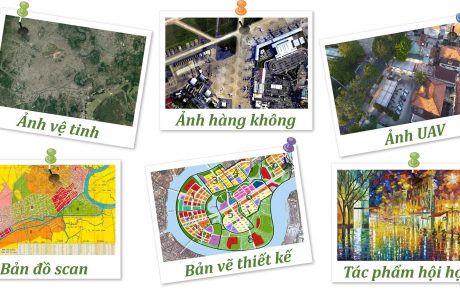 Ảnh vệ tinh
Ảnh hàng không
Ảnh UAV
Bản đồ scan
Bản vẽ thiết kế
Tác phẩm hội họ